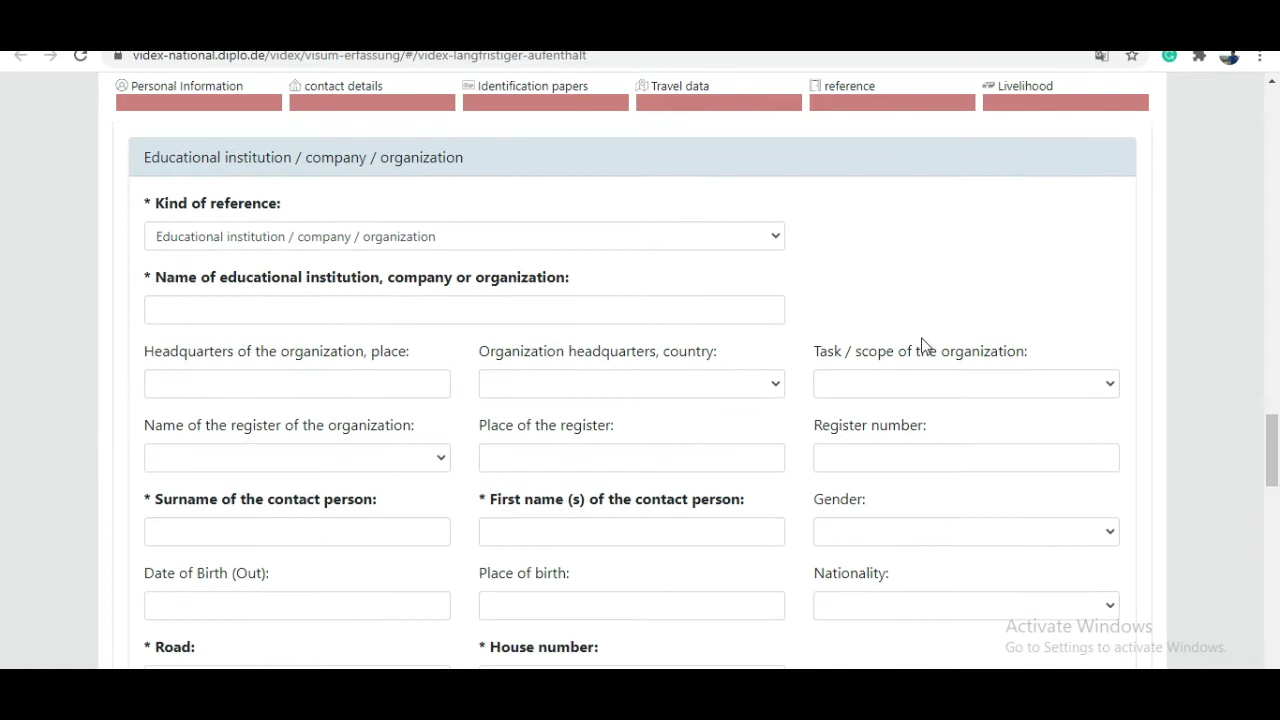 videx-national.diplo.de/videx/visum-erfassung/#/videx-langfristiger-aufenthalt
Personal Information contact details Identification papers Travel data reference Livelihood
Educational institution / company / organization
* Kind of reference:
Educational institution / company / organization
* Name of educational institution, company or organization:
Headquarters of the organization, place: Organization headquarters, country: Task / scope of the organization:
Name of the register of the organization: Place of the register: Register number:
* Surname of the contact person: * First name (s) of the contact person: Gender:
Date of Birth (Out): Place of birth: Nationality:
* Road: * House number:
Activate Windows
Go to Settings to activate Windows.